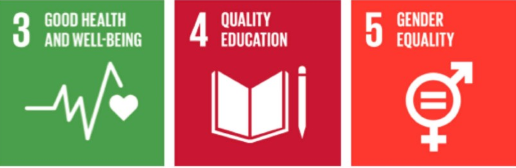 3 GOOD HEALTH
AND WELL-BEING
4 QUALITY
EDUCATION
5 GENDER
EQUALITY